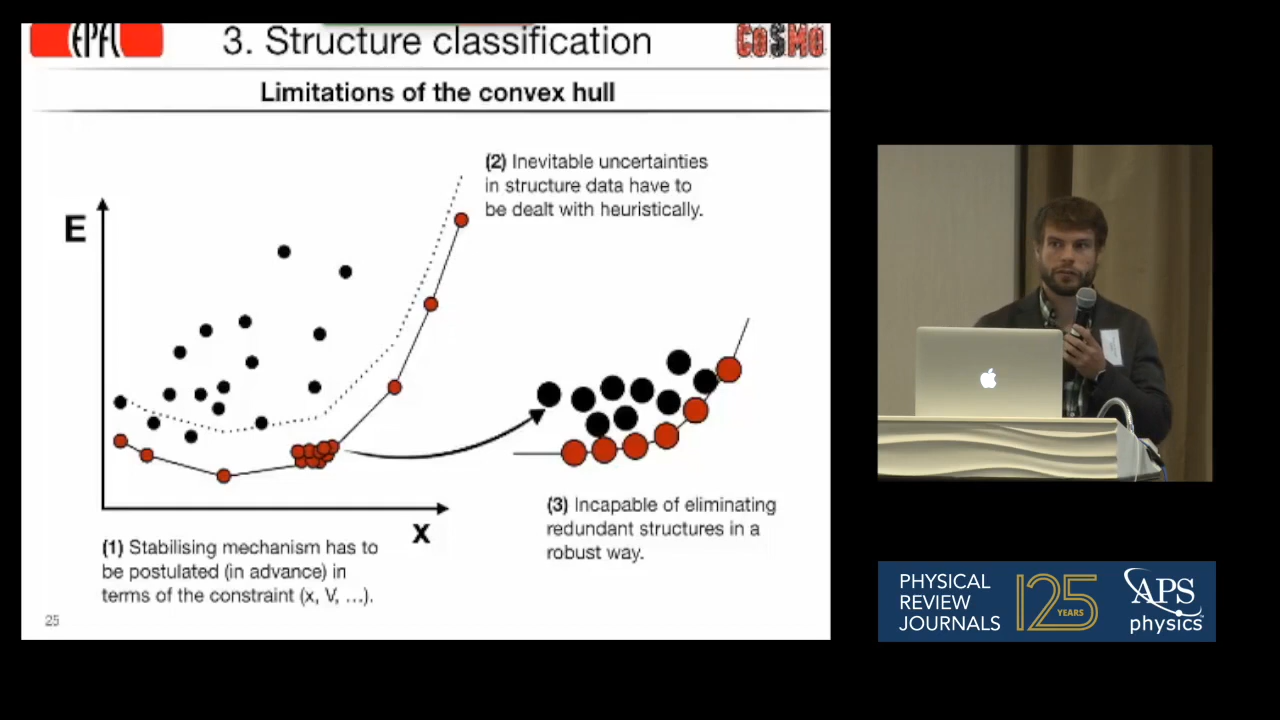 EPFL
3. Structure classification
COSMO
Limitations of the convex hull
(2) Inevitable uncertainties
in structure data have to
be dealt with heuristically.
E
x
(3) Incapable of eliminating
redundant structures in a
robust way.
(1) Stabilising mechanism has to
be postulated (in advance) in
terms of the constraint (x, V, ...).
25
PHYSICAL
REVIEW
JOURNALS
125
YEARS
APS
physics